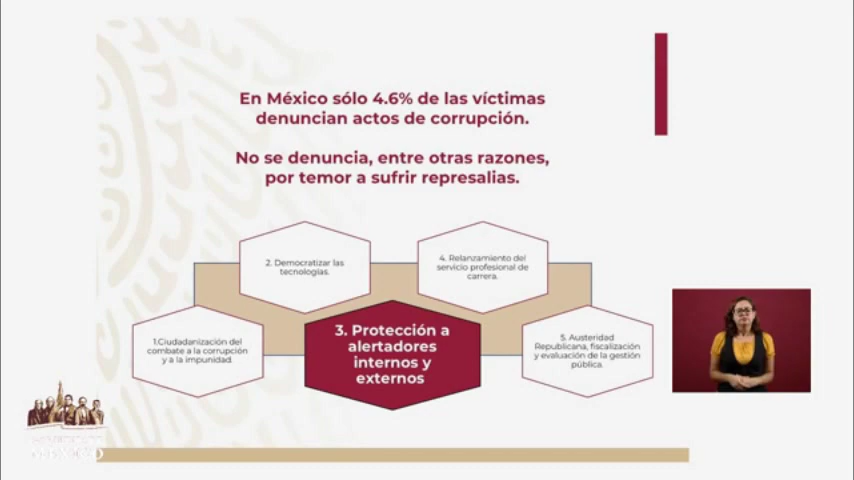 En México sólo 4.6% de las víctimas
denuncian actos de corrupción.
No se denuncia, entre otras razones,
por temor a sufrir represalias.
2. Democratizar las
tecnologías.
4. Relanzamiento del
servicio profesional de
carrera.
1.Ciudadanización del
combate a la corrupción
y a la impunidad.
3. Protección a
alertadores
internos y
externos
5. Austeridad
Republicana, fiscalización
y evaluación de la gestión
pública.
MÉXICO